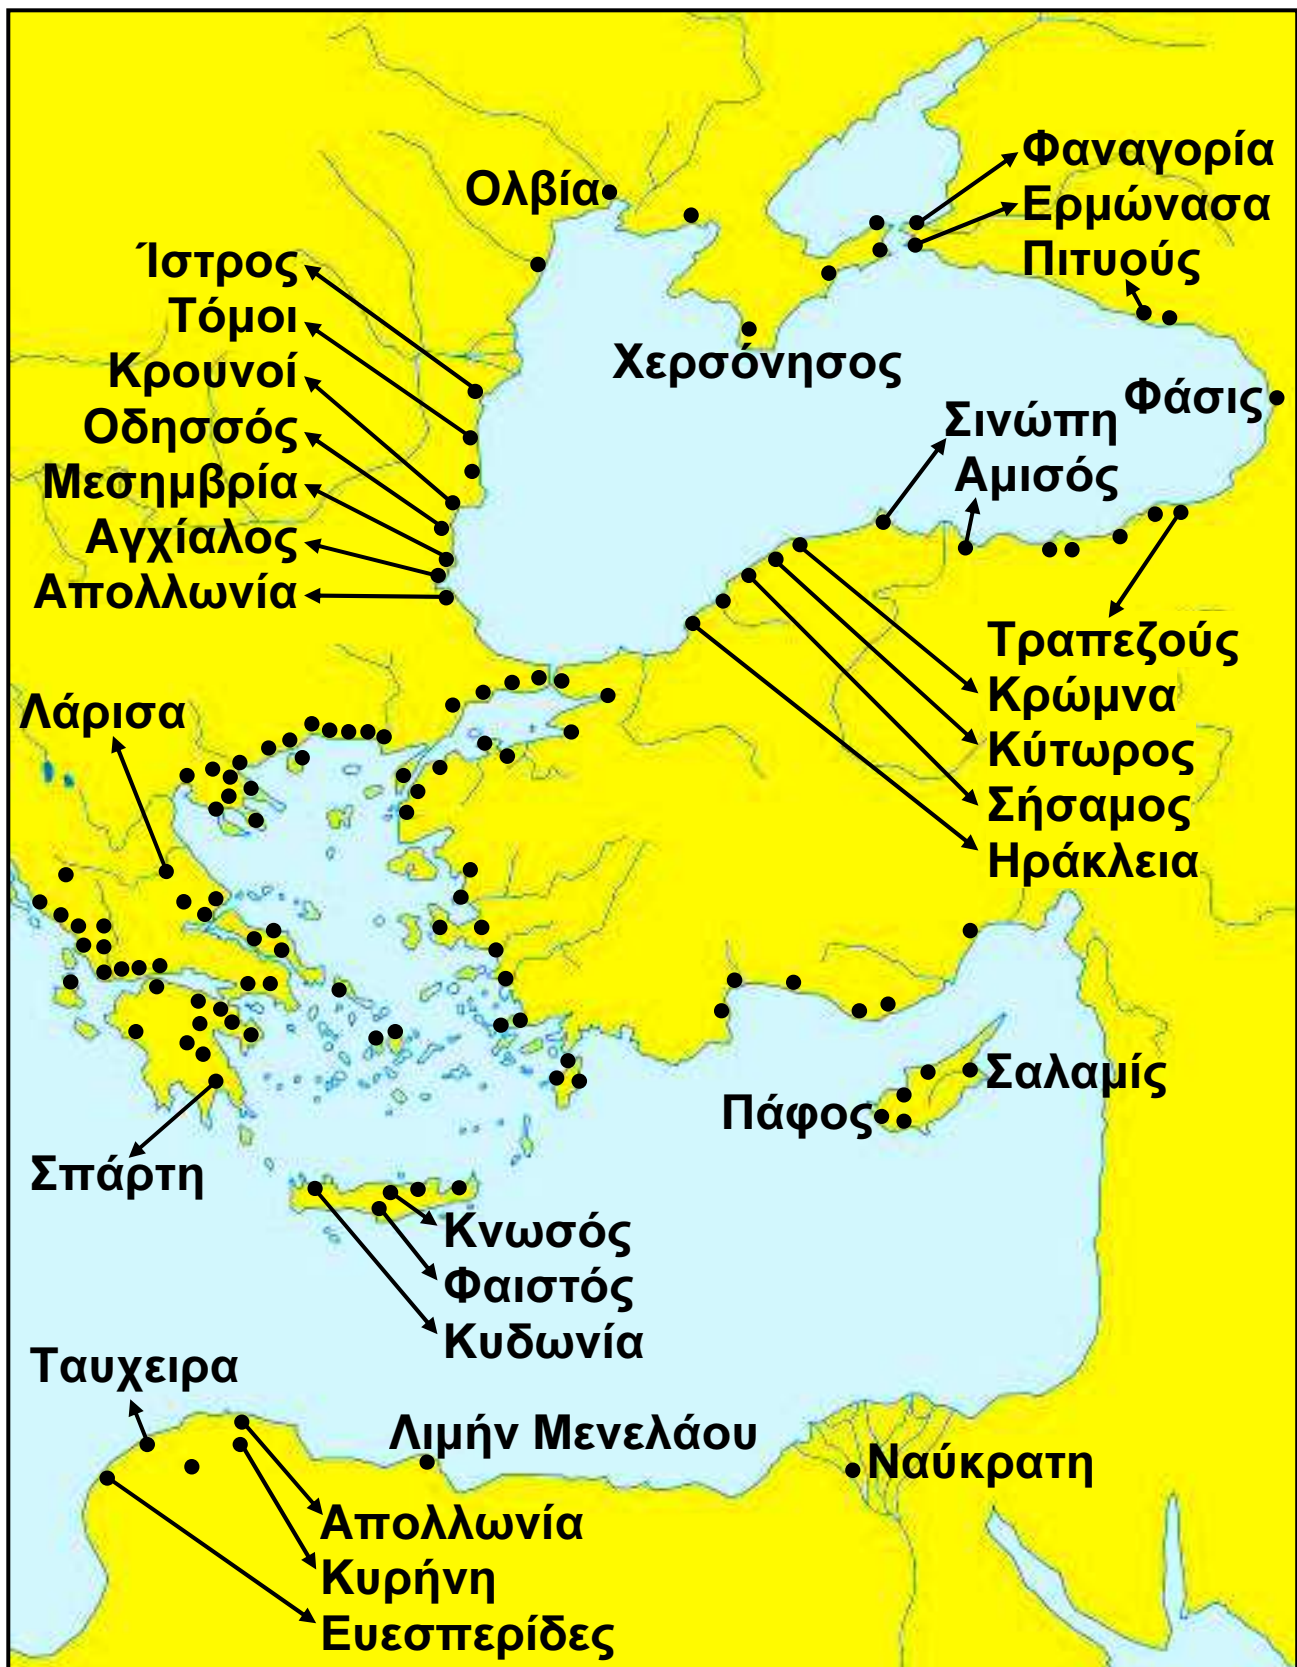 Φαναγορία
Ολβία
Ερμώνασα
Πιτυούς
Ίστρος
Τόμοι
Κρουνοί
Χερσόνησος
Φάσις
Οδησσός
Σινώπη
Μεσημβρία
Αμισός
Αγχίαλος
Απολλωνία
Τραπεζούς
Κρώμνα
Λάρισα
Κύτωρος
Σήσαμος
Ηράκλεια
Σαλαμίς
Πάφος
Σπάρτη
Κνωσός
Φαιστός
Κυδωνία
Ταυχειρα
Λιμήν Μενελάου
Ναύκρατη
Απολλωνία
Κυρήνη
Ευεσπερίδες